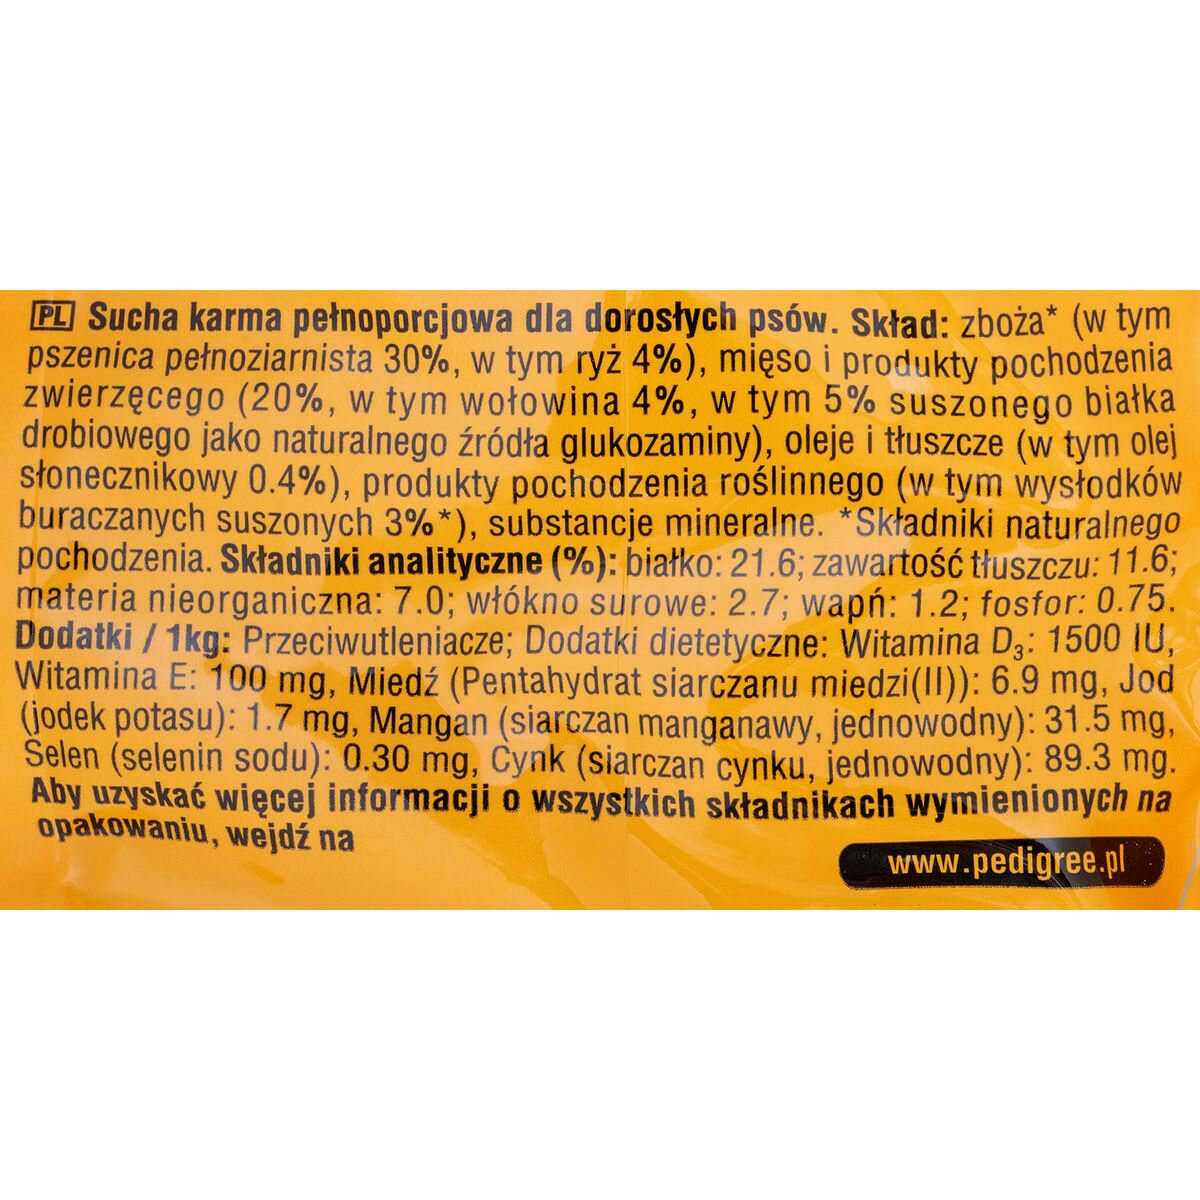 PL Sucha karma pełnoporcjowa dla dorosłych psów. Skład: zboża* (w tym
pszenica pełnoziarnista 30%, w tym ryż 4%), mięso i produkty pochodzenia
zwierzęcego (20%, w tym wołowina 4%, w tym 5% suszonego białka
drobiowego jako naturalnego źródła glukozaminy), oleje i tłuszcze (w tym olej
słonecznikowy 0.4%), produkty pochodzenia roślinnego (w tym wysłodków
buraczanych suszonych 3%*), substancje mineralne. *Składniki naturalnego
pochodzenia. Składniki analityczne (%): białko: 21.6; zawartość tłuszczu: 11.6;
materia nieorganiczna: 7.0; włókno surowe: 2.7; wapń: 1.2; fosfor: 0.75.
Dodatki / 1kg: Przeciwutleniacze; Dodatki dietetyczne: Witamina D₃: 1500 IU,
Witamina E: 100 mg, Miedź (Pentahydrat siarczanu miedzi(II)): 6.9 mg, Jod
(jodek potasu): 1.7 mg, Mangan (siarczan manganawy, jednowodny): 31.5 mg,
Selen (selenin sodu): 0.30 mg, Cynk (siarczan cynku, jednowodny): 89.3 mg.
Aby uzyskać więcej informacji o wszystkich składnikach wymienionych na
opakowaniu, wejdź na
www.pedigree.pl